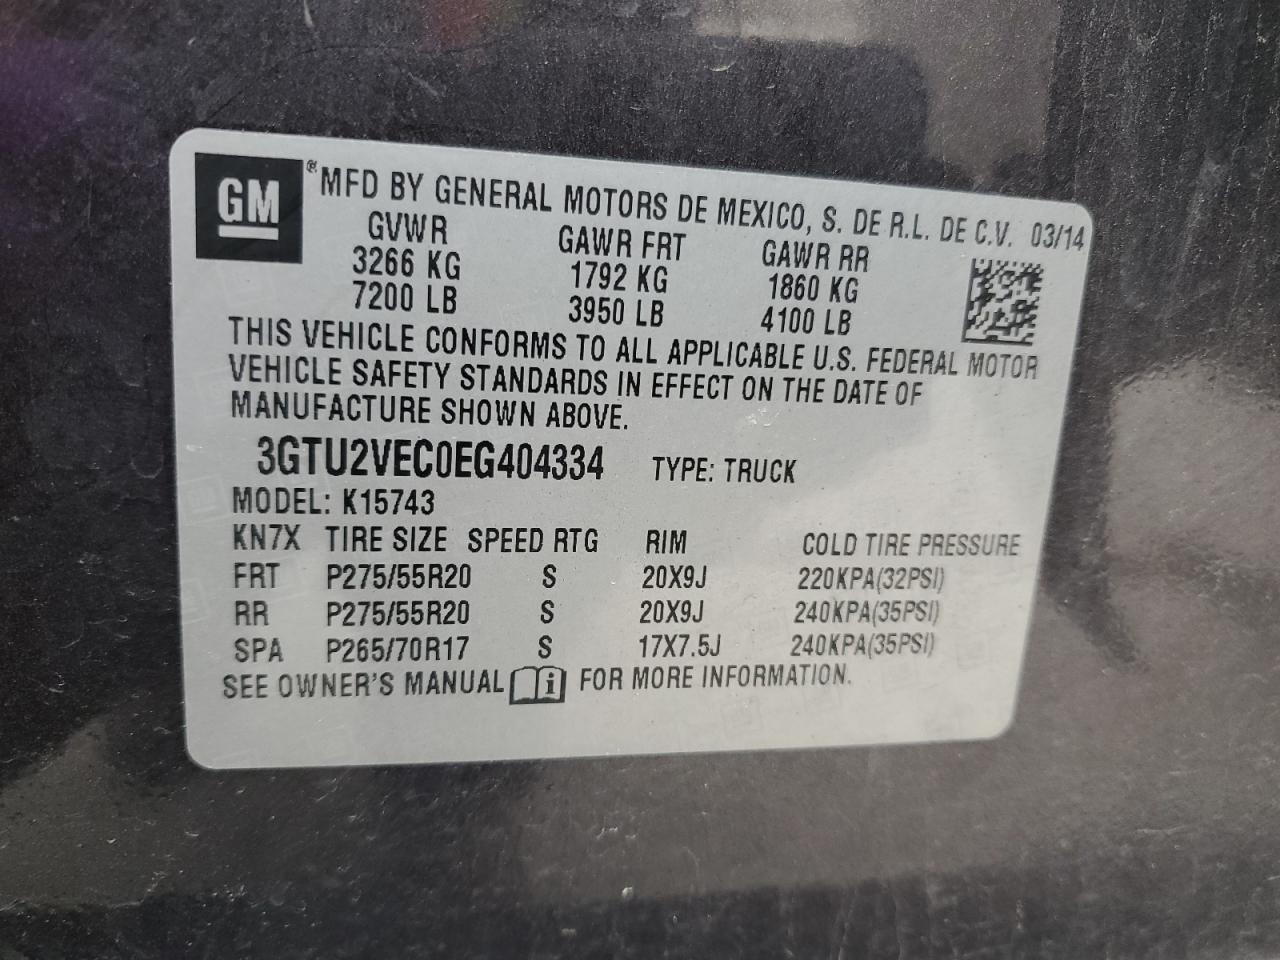 GM
® MFD BY GENERAL MOTORS DE MEXICO, S. DE R.L. DE C.V. 03/14
GVWR GAWR FRT GAWR RR
3266 KG 1792 KG 1860 KG
7200 LB 3950 LB 4100 LB
THIS VEHICLE CONFORMS TO ALL APPLICABLE U.S. FEDERAL MOTOR
VEHICLE SAFETY STANDARDS IN EFFECT ON THE DATE OF
MANUFACTURE SHOWN ABOVE.
3GTU2VEC0EG404334 TYPE: TRUCK
MODEL: K15743
KN7X TIRE SIZE SPEED RTG RIM COLD TIRE PRESSURE
FRT P275/55R20 S 20X9J 220KPA(32PSI)
RR P275/55R20 S 20X9J 240KPA(35PSI)
SPA P265/70R17 S 17X7.5J 240KPA(35PSI)
SEE OWNER'S MANUAL i FOR MORE INFORMATION.